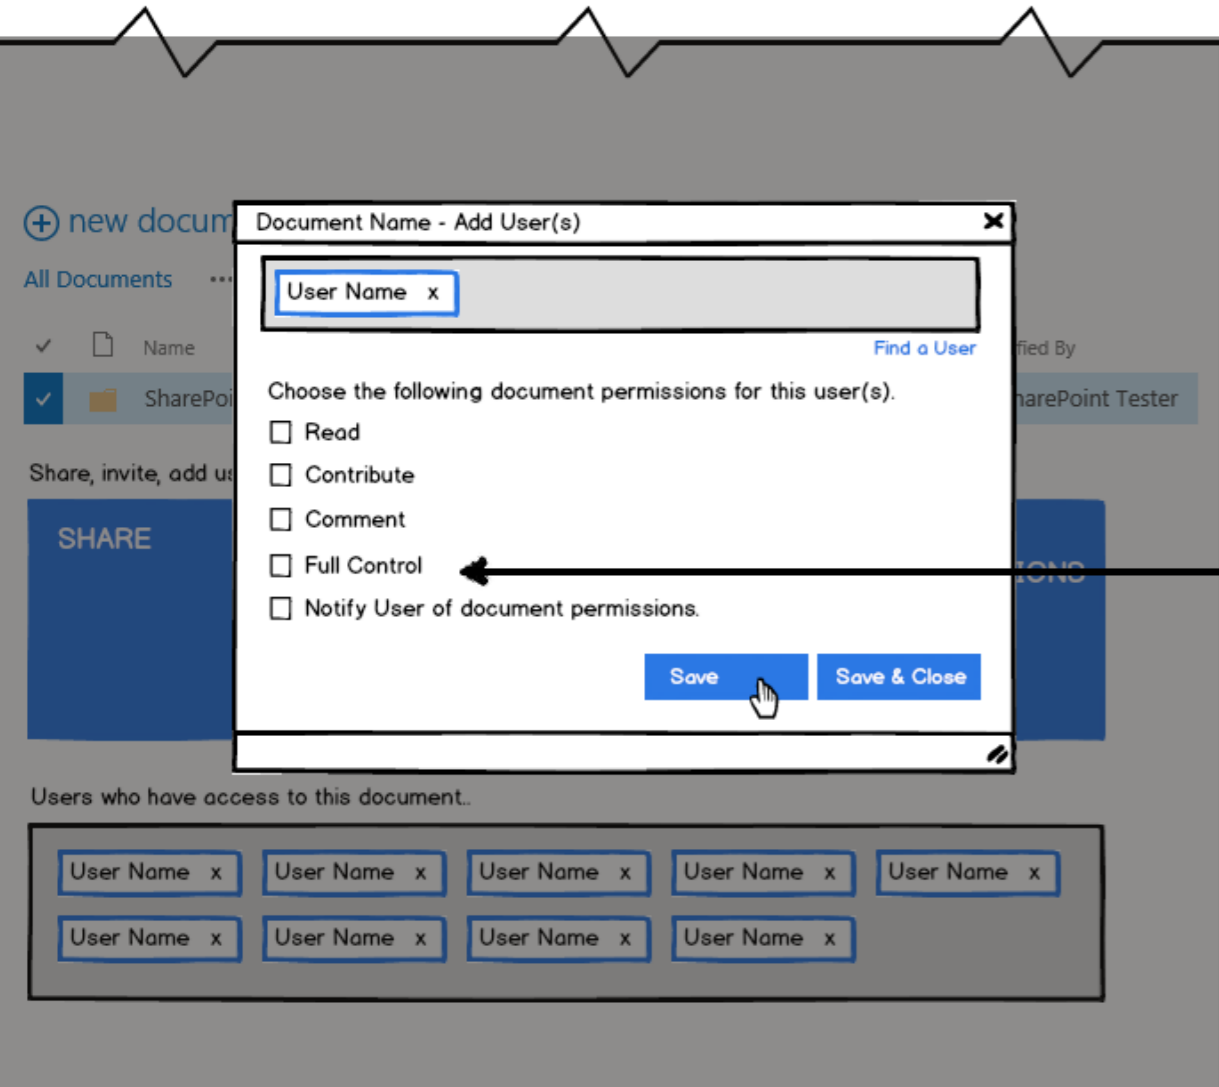 new docum
Document Name - Add User(s)
All Documents ...
User Name x
Find a User
Name
fied By
Choose the following document permissions for this user(s).
SharePoi
harePoint Tester
Read
Share, invite, add us
Contribute
Comment
SHARE
Full Control
IONS
Notify User of document permissions.
Save
Save & Close
Users who have access to this document..
User Name x User Name x User Name x User Name x User Name x
User Name x User Name x User Name x User Name x